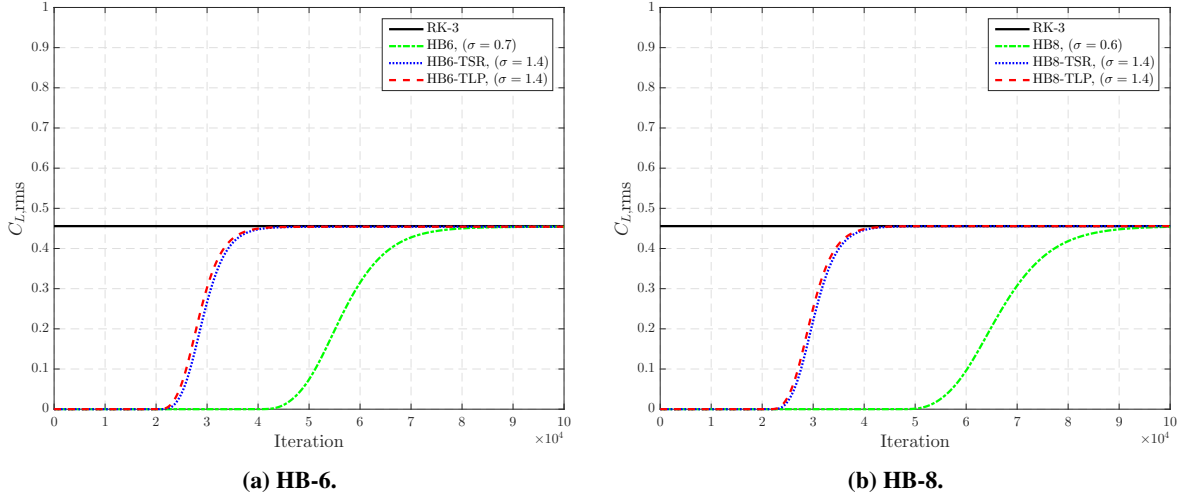 1
0.9
0.8
0.7
0.6
0.5
0.4
0.3
0.2
0.1
0
C_L, rms
0 1 2 3 4 5 6 7 8 9 10
Iteration
×10^4
RK-3
HB6, (σ = 0.7)
HB6-TSR, (σ = 1.4)
HB6-TLP, (σ = 1.4)
(a) HB-6.
1
0.9
0.8
0.7
0.6
0.5
0.4
0.3
0.2
0.1
0
C_L, rms
0 1 2 3 4 5 6 7 8 9 10
Iteration
×10^4
RK-3
HB8, (σ = 0.6)
HB8-TSR, (σ = 1.4)
HB8-TLP, (σ = 1.4)
(b) HB-8.